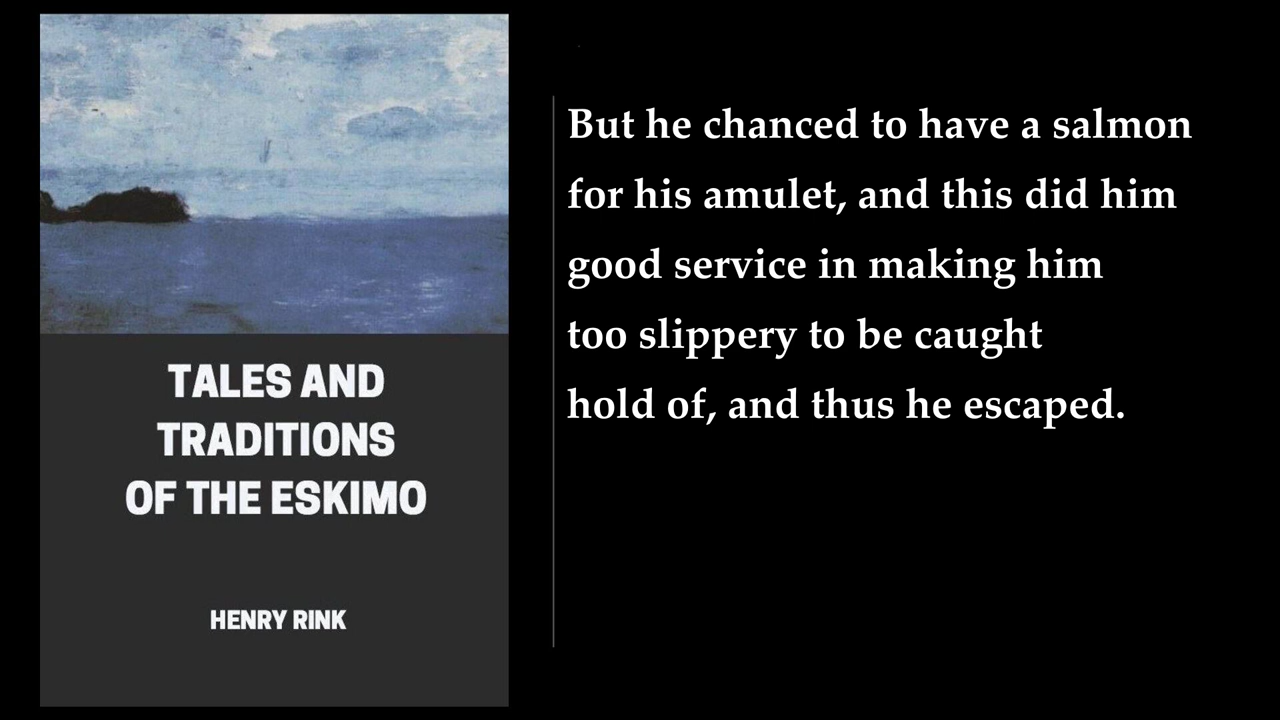 TALES AND
TRADITIONS
OF THE ESKIMO
HENRY RINK
But he chanced to have a salmon
for his amulet, and this did him
good service in making him
too slippery to be caught
hold of, and thus he escaped.